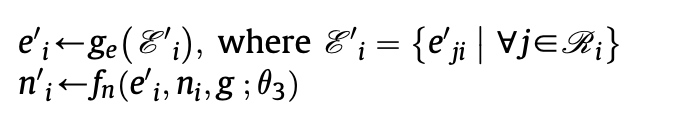 e′ᵢ←gₑ(ℰ′ᵢ), where ℰ′ᵢ = {e′ⱼᵢ | ∀j∈ℛᵢ}
n′ᵢ←fₙ(e′ᵢ, nᵢ, g ; θ₃)